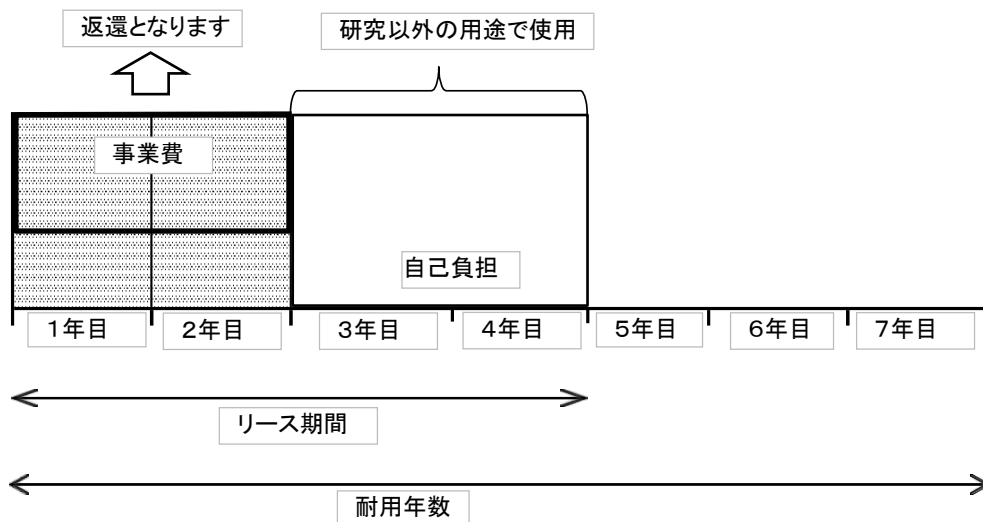 返還となります
研究以外の用途で使用
事業費
自己負担
1年目
2年目
3年目
4年目
5年目
6年目
7年目
リース期間
耐用年数